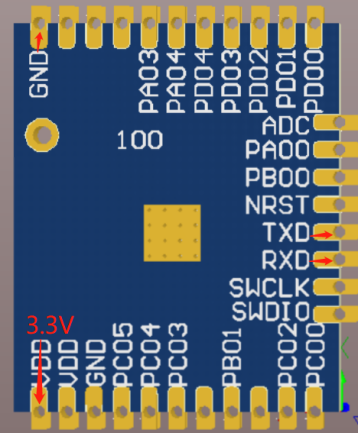 GND
PA03
PA04
PD04
PD03
PD02
PD01
PD00
100
ADC
PA00
PB00
NRST
TXD
RXD
SWCLK
SWDIO
3.3V
VDD
VDD
GND
PC05
PC04
PC03
PB01
PC02
PC00